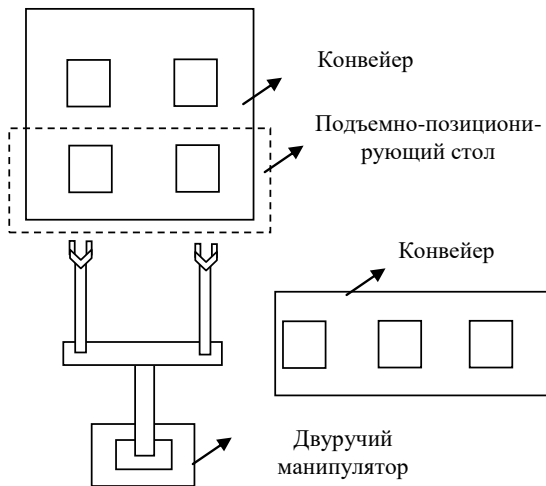 Конвейер
Подъемно-позициони-
рующий стол
Конвейер
Двуручий
манипулятор